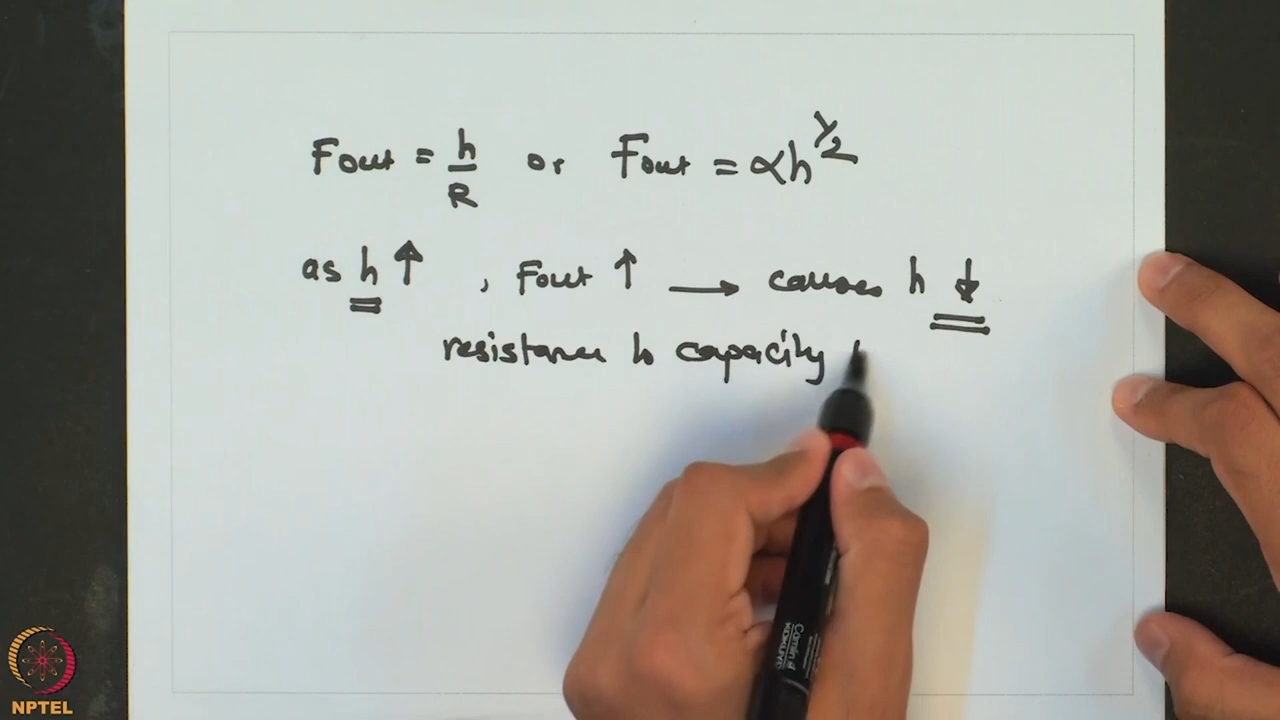 Fout = h/R or Fout = αh^1/2
as h ↑ , Fout ↑ → causes h ↓
resistance to capacity
NPTEL